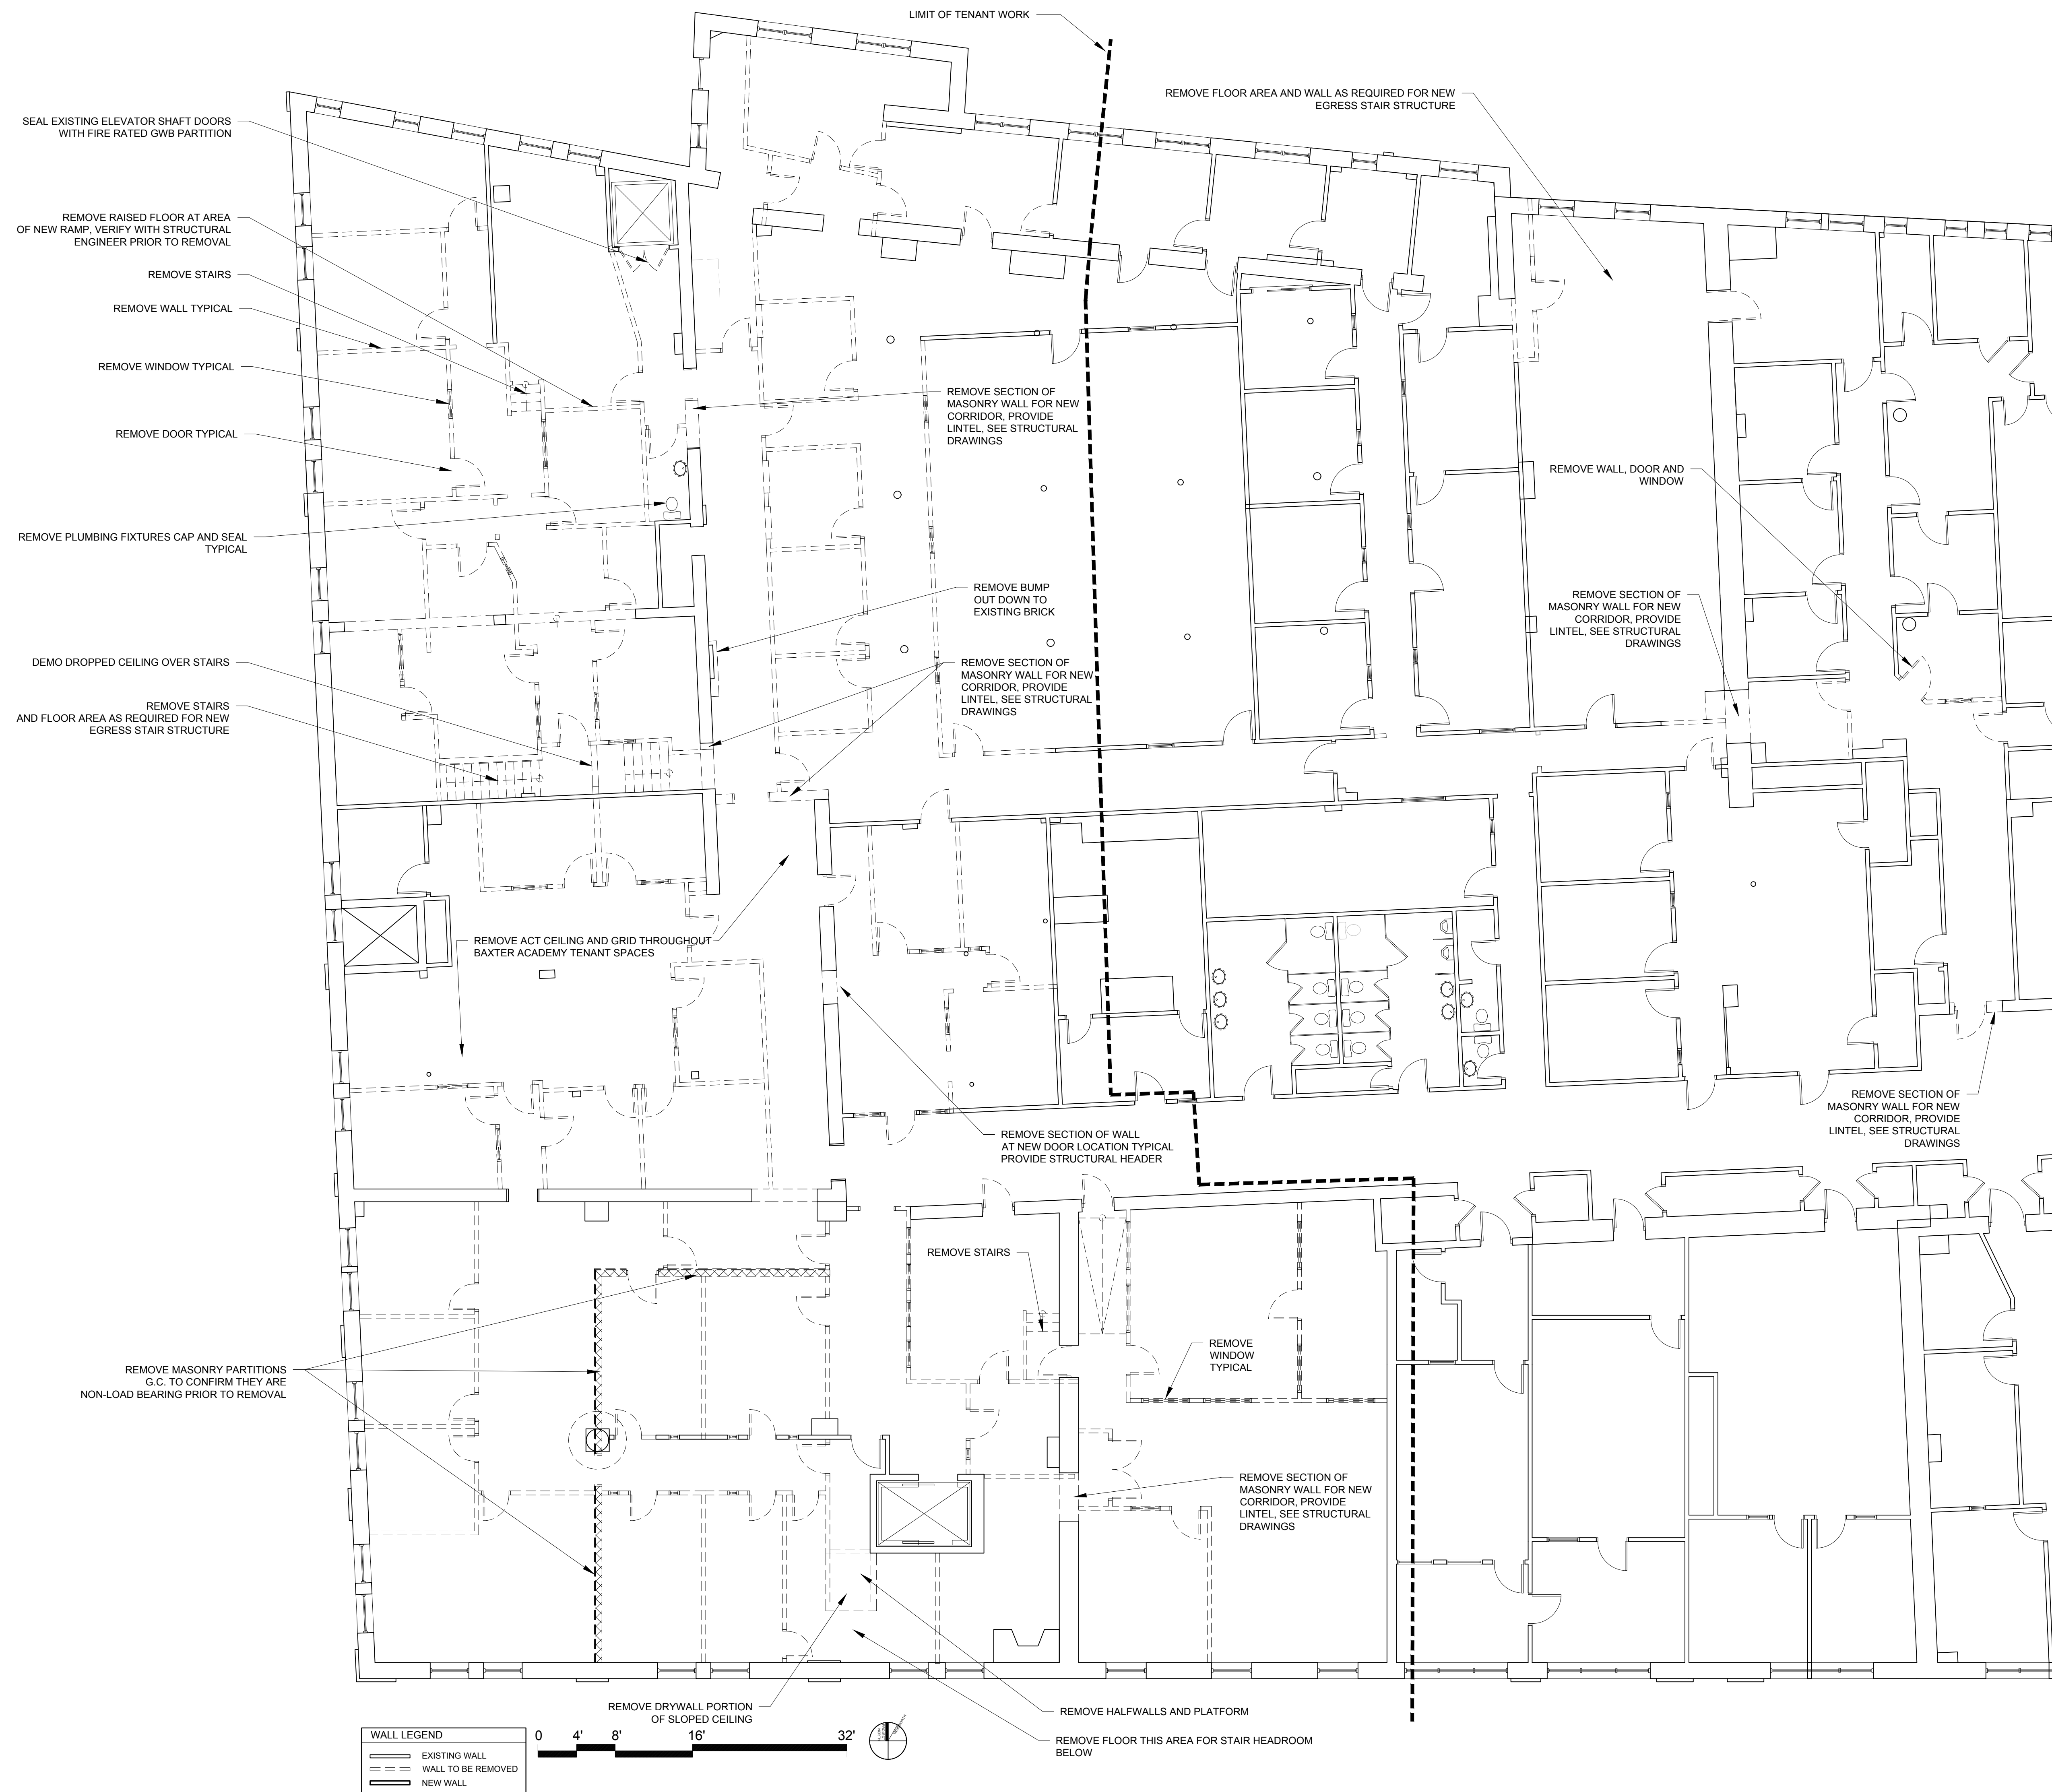 LIMIT OF TENANT WORK
REMOVE FLOOR AREA AND WALL AS REQUIRED FOR NEW
EGRESS STAIR STRUCTURE
SEAL EXISTING ELEVATOR SHAFT DOORS
WITH FIRE RATED GWB PARTITION
REMOVE RAISED FLOOR AT AREA
OF NEW RAMP, VERIFY WITH STRUCTURAL
ENGINEER PRIOR TO REMOVAL
REMOVE STAIRS
REMOVE WALL TYPICAL
REMOVE WINDOW TYPICAL
REMOVE DOOR TYPICAL
REMOVE PLUMBING FIXTURES CAP AND SEAL
TYPICAL
DEMO DROPPED CEILING OVER STAIRS
REMOVE STAIRS
AND FLOOR AREA AS REQUIRED FOR NEW
EGRESS STAIR STRUCTURE
REMOVE SECTION OF
MASONRY WALL FOR NEW
CORRIDOR, PROVIDE
LINTEL, SEE STRUCTURAL
DRAWINGS
REMOVE BUMP
OUT DOWN TO
EXISTING BRICK
REMOVE SECTION OF
MASONRY WALL FOR NEW
CORRIDOR, PROVIDE
LINTEL, SEE STRUCTURAL
DRAWINGS
REMOVE WALL, DOOR AND
WINDOW
REMOVE SECTION OF
MASONRY WALL FOR NEW
CORRIDOR, PROVIDE
LINTEL, SEE STRUCTURAL
DRAWINGS
REMOVE ACT CEILING AND GRID THROUGHOUT
BAXTER ACADEMY TENANT SPACES
REMOVE SECTION OF WALL
AT NEW DOOR LOCATION TYPICAL
PROVIDE STRUCTURAL HEADER
REMOVE SECTION OF
MASONRY WALL FOR NEW
CORRIDOR, PROVIDE
LINTEL, SEE STRUCTURAL
DRAWINGS
REMOVE STAIRS
REMOVE
WINDOW
TYPICAL
REMOVE MASONRY PARTITIONS
G.C. TO CONFIRM THEY ARE
NON-LOAD BEARING PRIOR TO REMOVAL
REMOVE SECTION OF
MASONRY WALL FOR NEW
CORRIDOR, PROVIDE
LINTEL, SEE STRUCTURAL
DRAWINGS
REMOVE DRYWALL PORTION
OF SLOPED CEILING
REMOVE HALFWALLS AND PLATFORM
REMOVE FLOOR THIS AREA FOR STAIR HEADROOM
BELOW
WALL LEGEND
EXISTING WALL
WALL TO BE REMOVED
NEW WALL
0 4' 8' 16' 32'